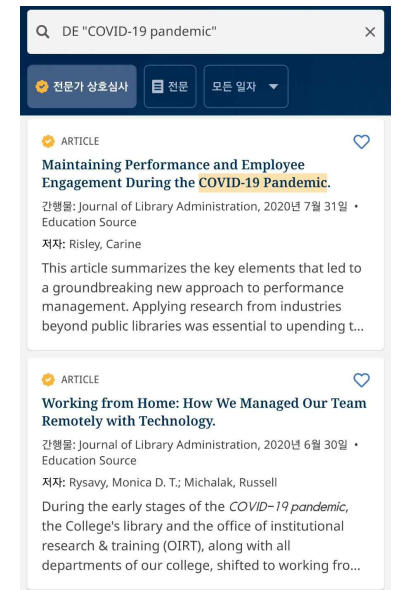 DE "COVID-19 pandemic"
전문가 상호심사 전문 모든 일자
ARTICLE
Maintaining Performance and Employee
Engagement During the COVID-19 Pandemic.
간행물: Journal of Library Administration, 2020년 7월 31일 •
Education Source
저자: Risley, Carine
This article summarizes the key elements that led to
a groundbreaking new approach to performance
management. Applying research from industries
beyond public libraries was essential to upending t...
ARTICLE
Working from Home: How We Managed Our Team
Remotely with Technology.
간행물: Journal of Library Administration, 2020년 6월 30일 •
Education Source
저자: Rysavy, Monica D. T.; Michalak, Russell
During the early stages of the COVID-19 pandemic,
the College's library and the office of institutional
research & training (OIRT), along with all
departments of our college, shifted to working fro...